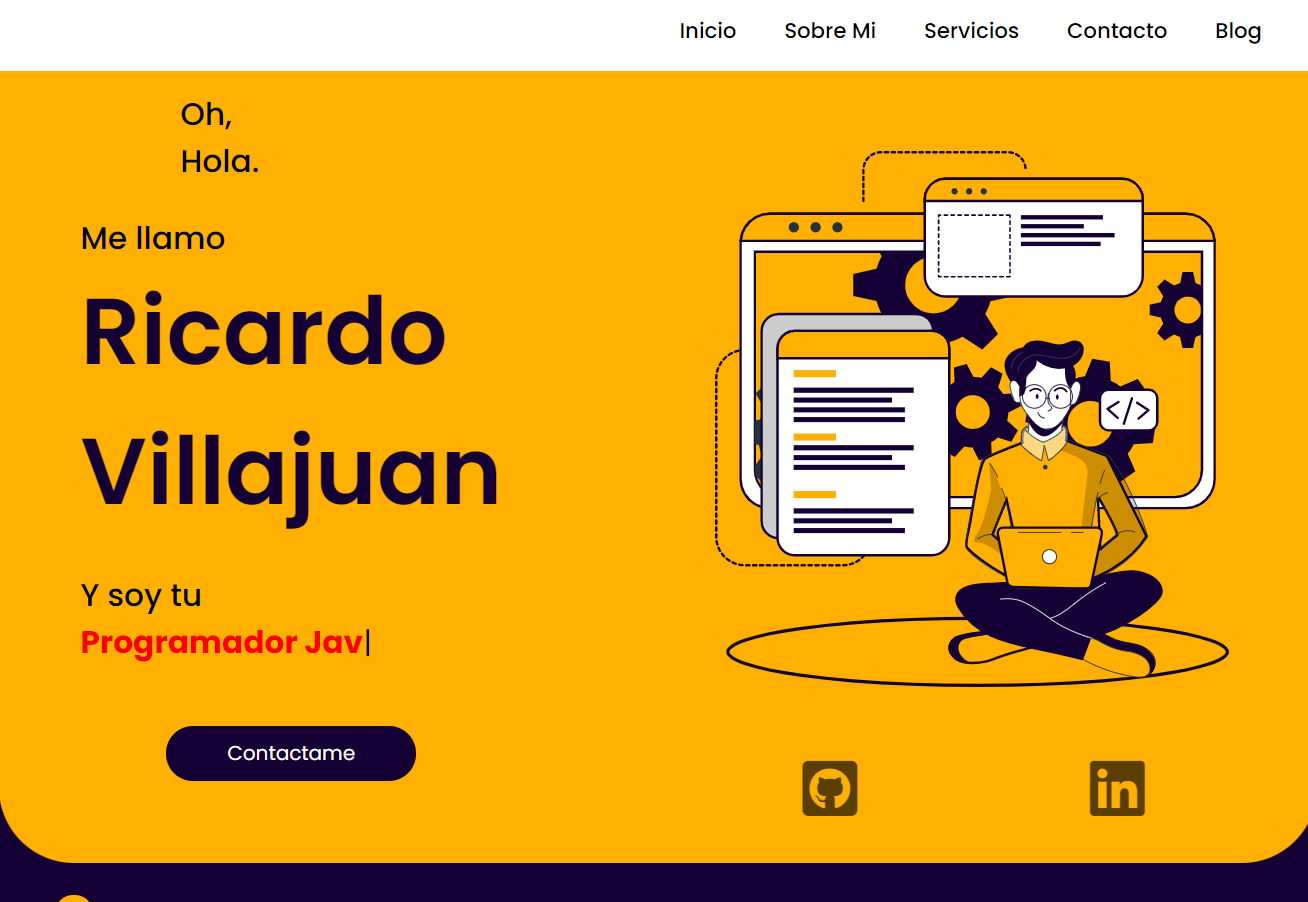 Inicio Sobre Mi Servicios Contacto Blog
Oh,
Hola.
Me llamo
Ricardo
Villajuan
Y soy tu
Programador Jav|
Contactame
</>
in